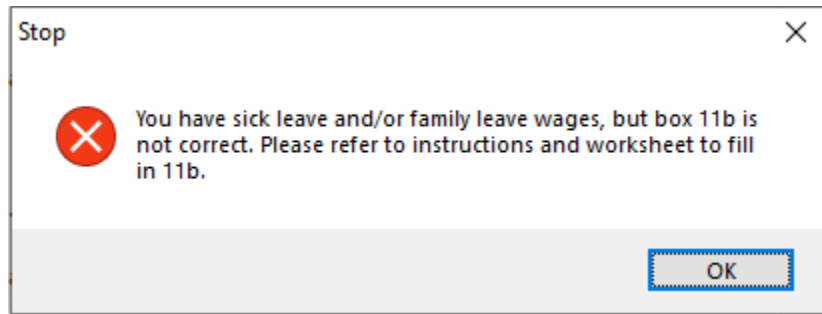 Stop
You have sick leave and/or family leave wages, but box 11b is
not correct. Please refer to instructions and worksheet to fill
in 11b.
OK